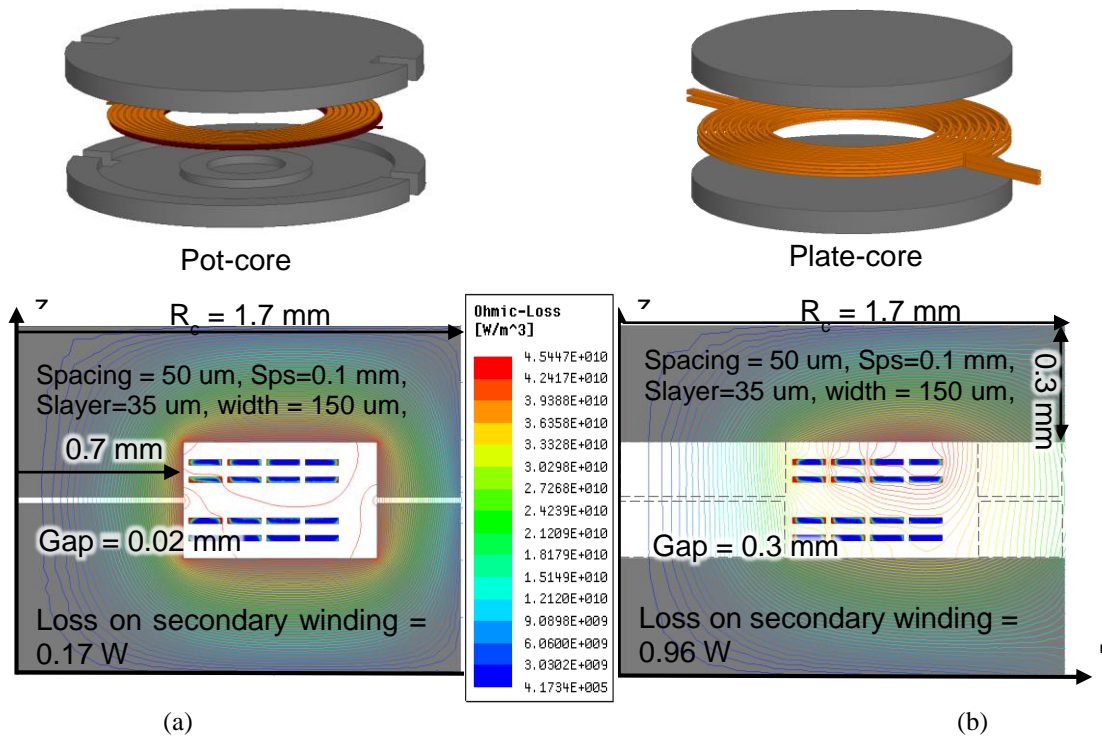 Pot-core
Plate-core
R_c = 1.7 mm
Spacing = 50 um, Sps=0.1 mm,
Slayer=35 um, width = 150 um,
0.7 mm
Gap = 0.02 mm
Loss on secondary winding =
0.17 W
Ohmic-Loss
[W/m^3]
4.5447E+010
4.2417E+010
3.9388E+010
3.6358E+010
3.3328E+010
3.0298E+010
2.7268E+010
2.4239E+010
2.1209E+010
1.8179E+010
1.5149E+010
1.2120E+010
9.0898E+009
6.0600E+009
3.0302E+009
4.1734E+005
R_c = 1.7 mm
Spacing = 50 um, Sps=0.1 mm,
Slayer=35 um, width = 150 um,
0.3 mm
Gap = 0.3 mm
Loss on secondary winding =
0.96 W
(a)
(b)